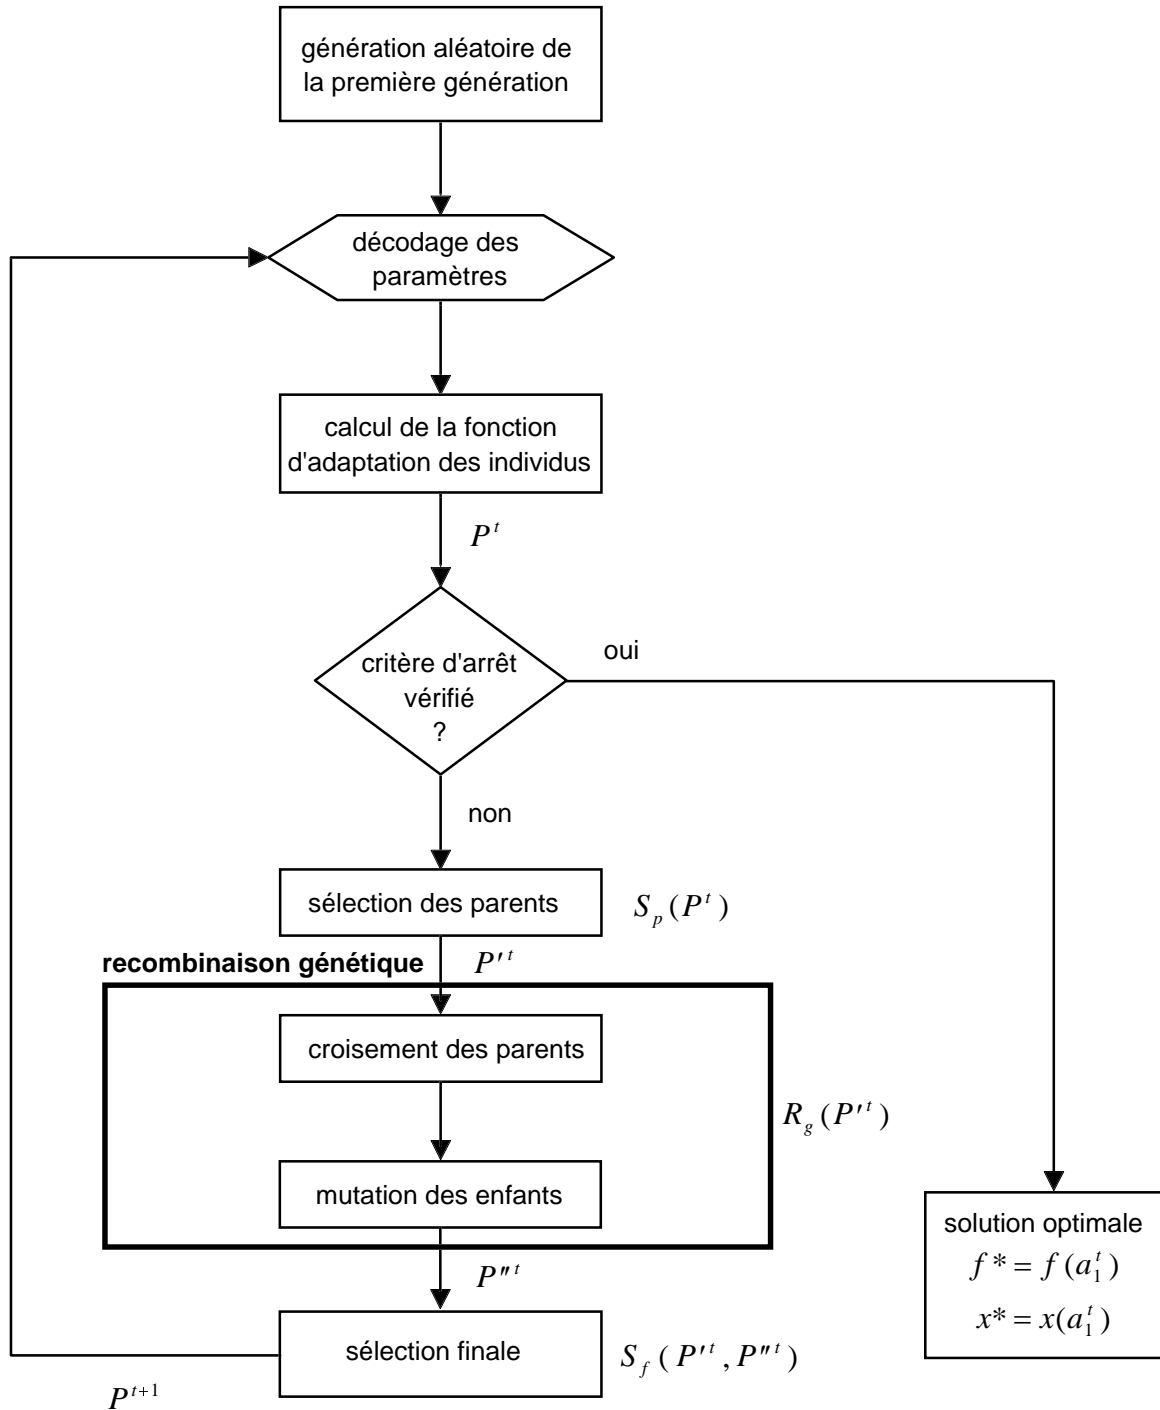 génération aléatoire de
la première génération
décodage des
paramètres
calcul de la fonction
d'adaptation des individus
P^t
critère d'arrêt
vérifié
?
oui
non
sélection des parents
S_p(P^t)
recombinaison génétique
P'^t
croisement des parents
R_g(P'^t)
mutation des enfants
P''^t
solution optimale
f* = f(a_1^t)
x* = x(a_1^t)
sélection finale
S_f(P'^t, P''^t)
P^{t+1}